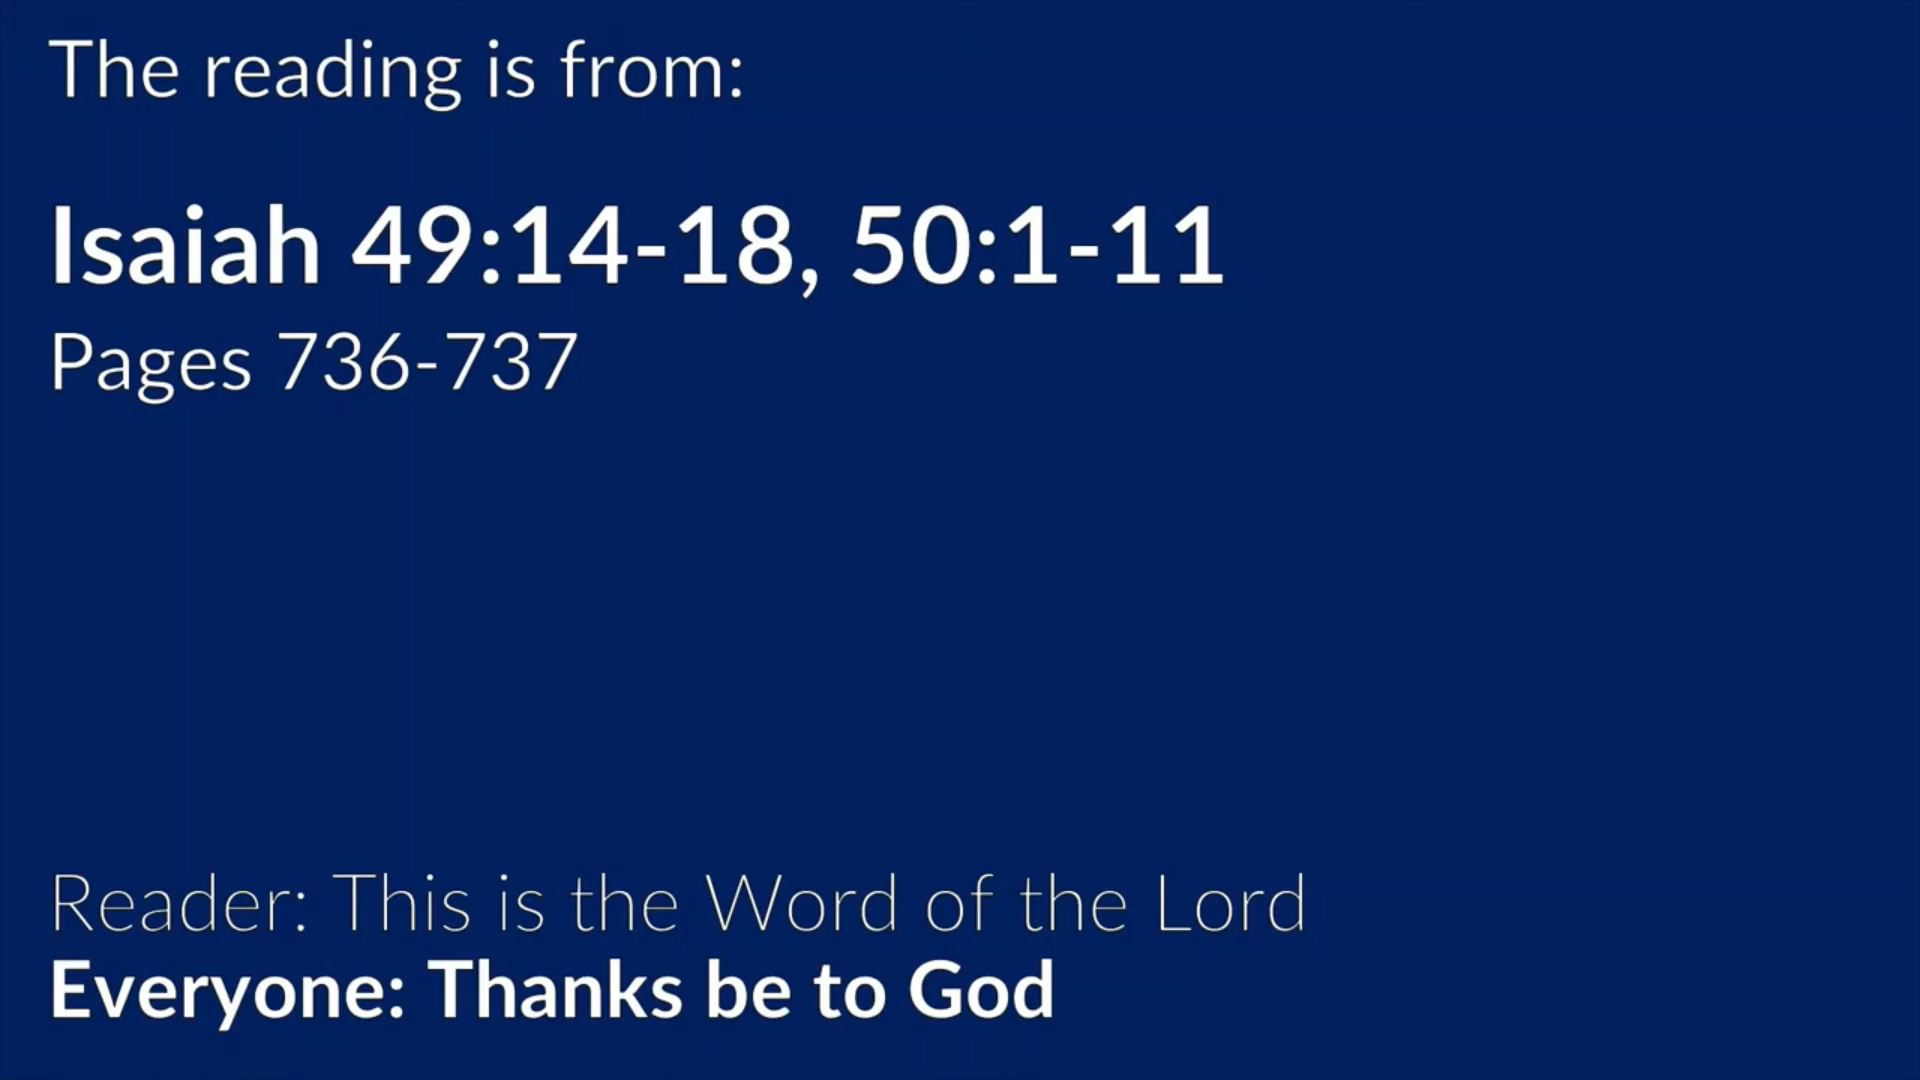 The reading is from:
Isaiah 49:14-18, 50:1-11
Pages 736-737
Reader: This is the Word of the Lord
Everyone: Thanks be to God